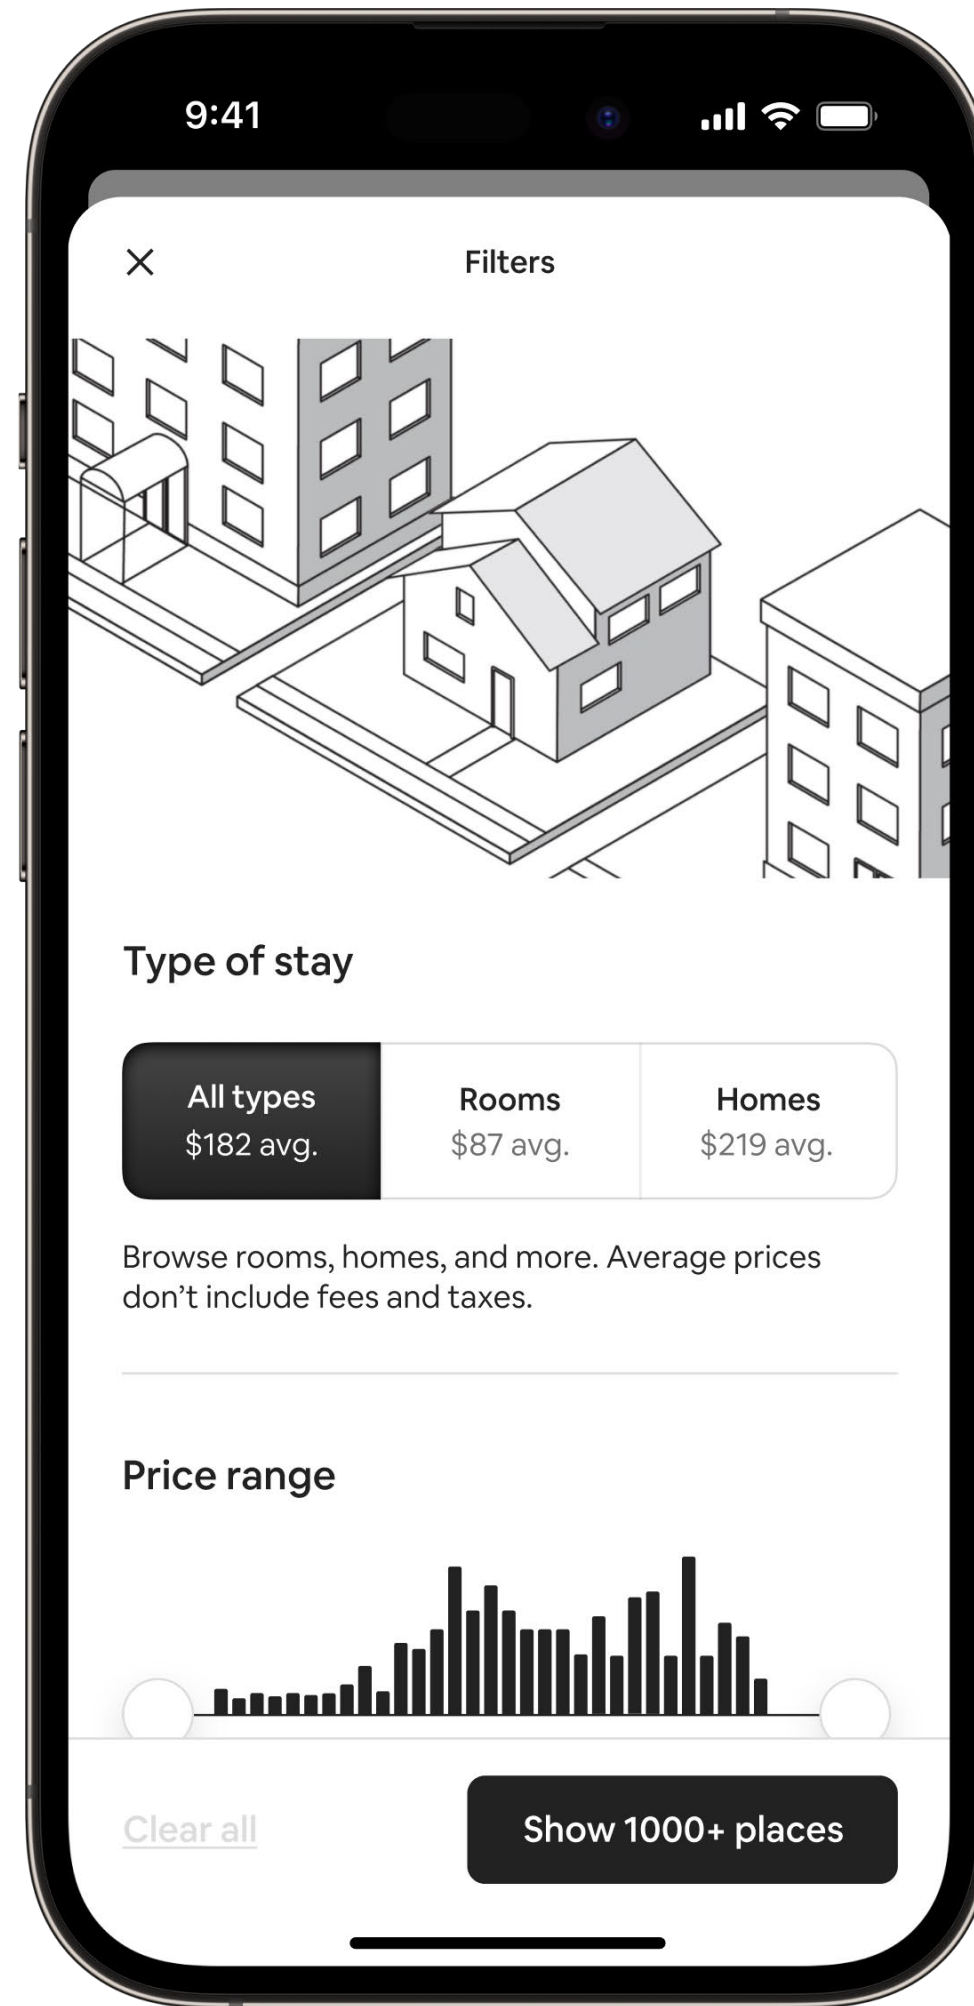 9:41
Filters
Type of stay
All types
$182 avg.
Rooms
$87 avg.
Homes
$219 avg.
Browse rooms, homes, and more. Average prices
don’t include fees and taxes.
Price range
Clear all
Show 1000+ places